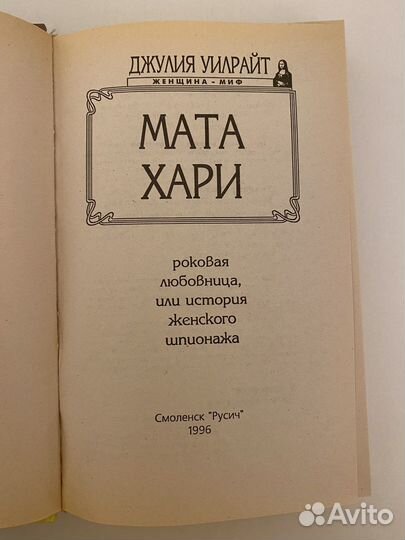 ДЖУЛИЯ УИЛРАЙТ
ЖЕНЩИНА - МИФ
МАТА
ХАРИ
роковая
любовница,
или история
женского
шпионажа
Смоленск "Русич"
1996
Avito